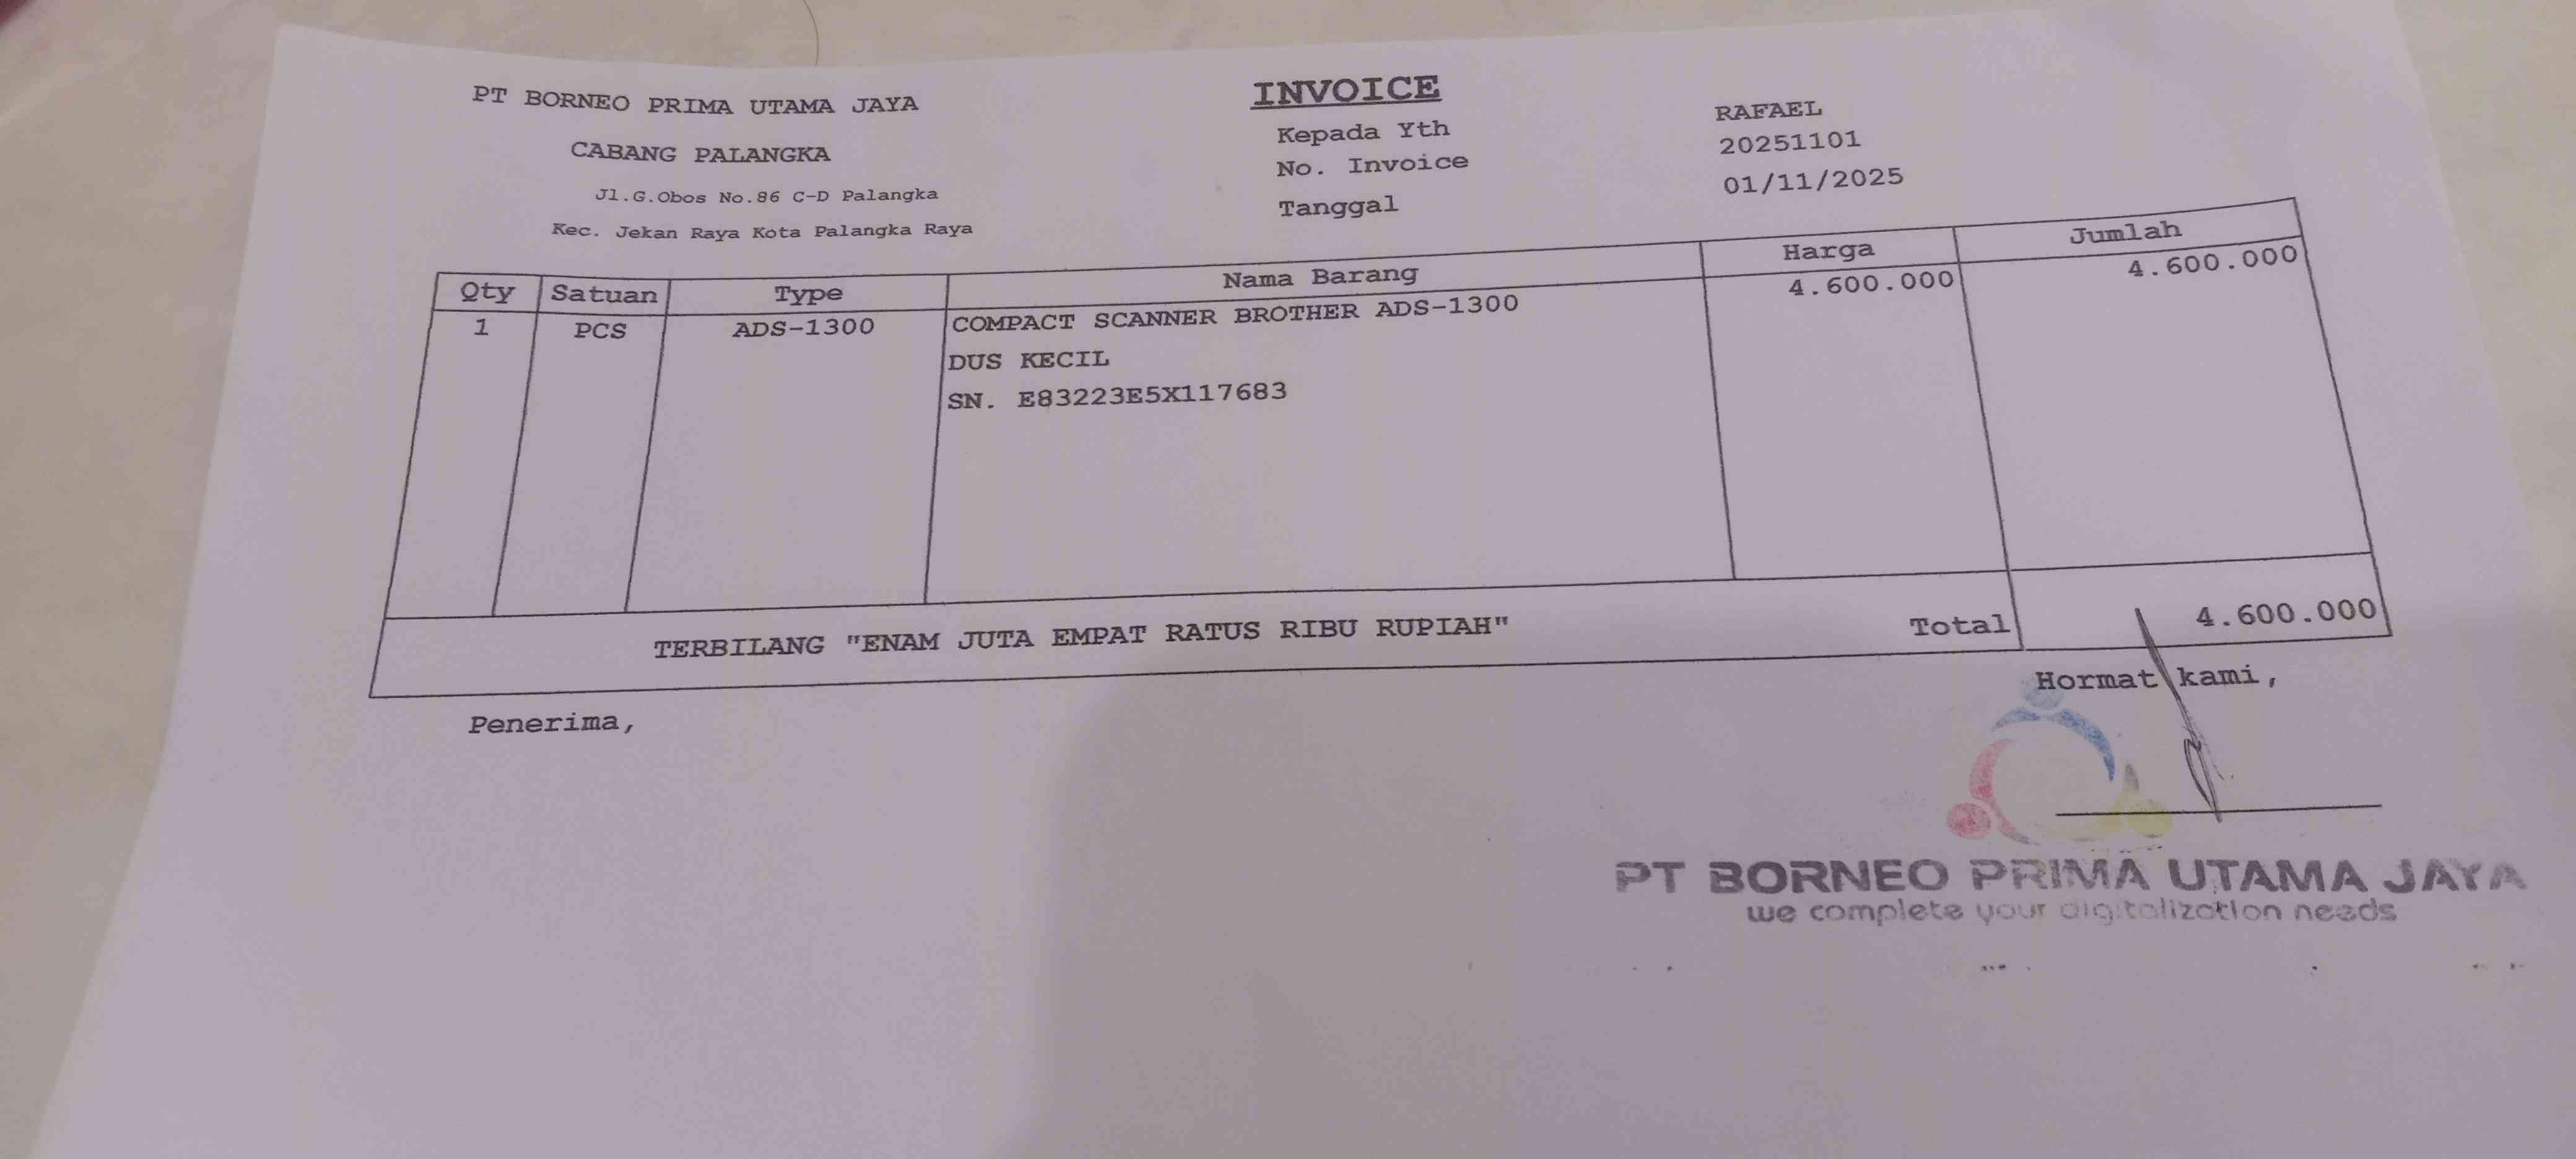 PT BORNEO PRIMA UTAMA JAYA
CABANG PALANGKA
Jl.G.Obos No.86 C-D Palangka
Kec. Jekan Raya Kota Palangka Raya
INVOICE
Kepada Yth RAFAEL
No. Invoice 20251101
Tanggal 01/11/2025
Qty Satuan Type Nama Barang Harga Jumlah
1 PCS ADS-1300 COMPACT SCANNER BROTHER ADS-1300 4.600.000 4.600.000
DUS KECIL
SN. E83223E5X117683
TERBILANG "ENAM JUTA EMPAT RATUS RIBU RUPIAH" Total 4.600.000
Penerima,
Hormat kami,
PT BORNEO PRIMA UTAMA JAYA
we complete your digitalization needs